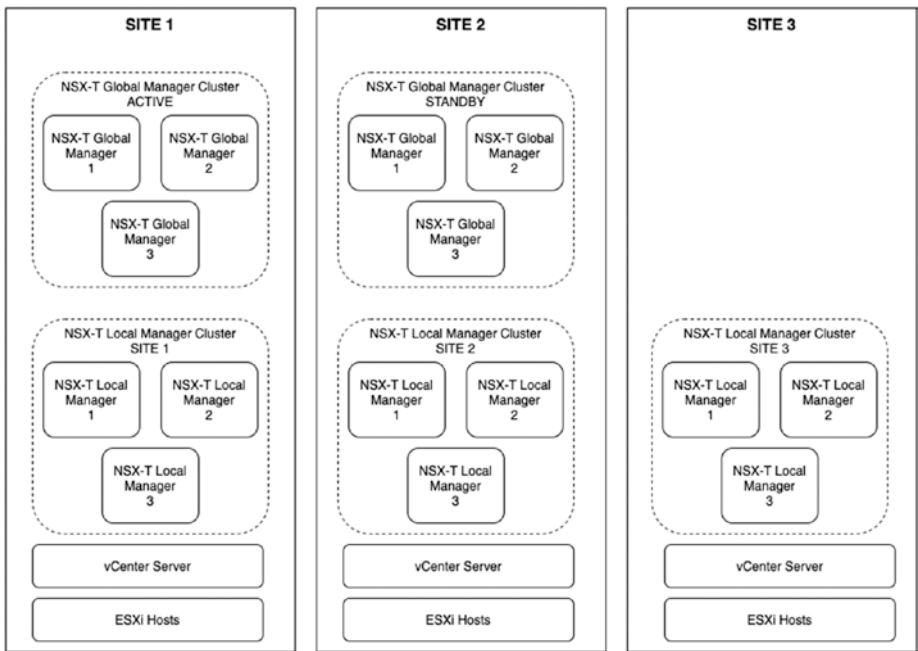 SITE 1
NSX-T Global Manager Cluster
ACTIVE
NSX-T Global
Manager
1
NSX-T Global
Manager
2
NSX-T Global
Manager
3
NSX-T Local Manager Cluster
SITE 1
NSX-T Local
Manager
1
NSX-T Local
Manager
2
NSX-T Local
Manager
3
vCenter Server
ESXi Hosts
SITE 2
NSX-T Global Manager Cluster
STANDBY
NSX-T Global
Manager
1
NSX-T Global
Manager
2
NSX-T Global
Manager
3
NSX-T Local Manager Cluster
SITE 2
NSX-T Local
Manager
1
NSX-T Local
Manager
2
NSX-T Local
Manager
3
vCenter Server
ESXi Hosts
SITE 3
NSX-T Local Manager Cluster
SITE 3
NSX-T Local
Manager
1
NSX-T Local
Manager
2
NSX-T Local
Manager
3
vCenter Server
ESXi Hosts